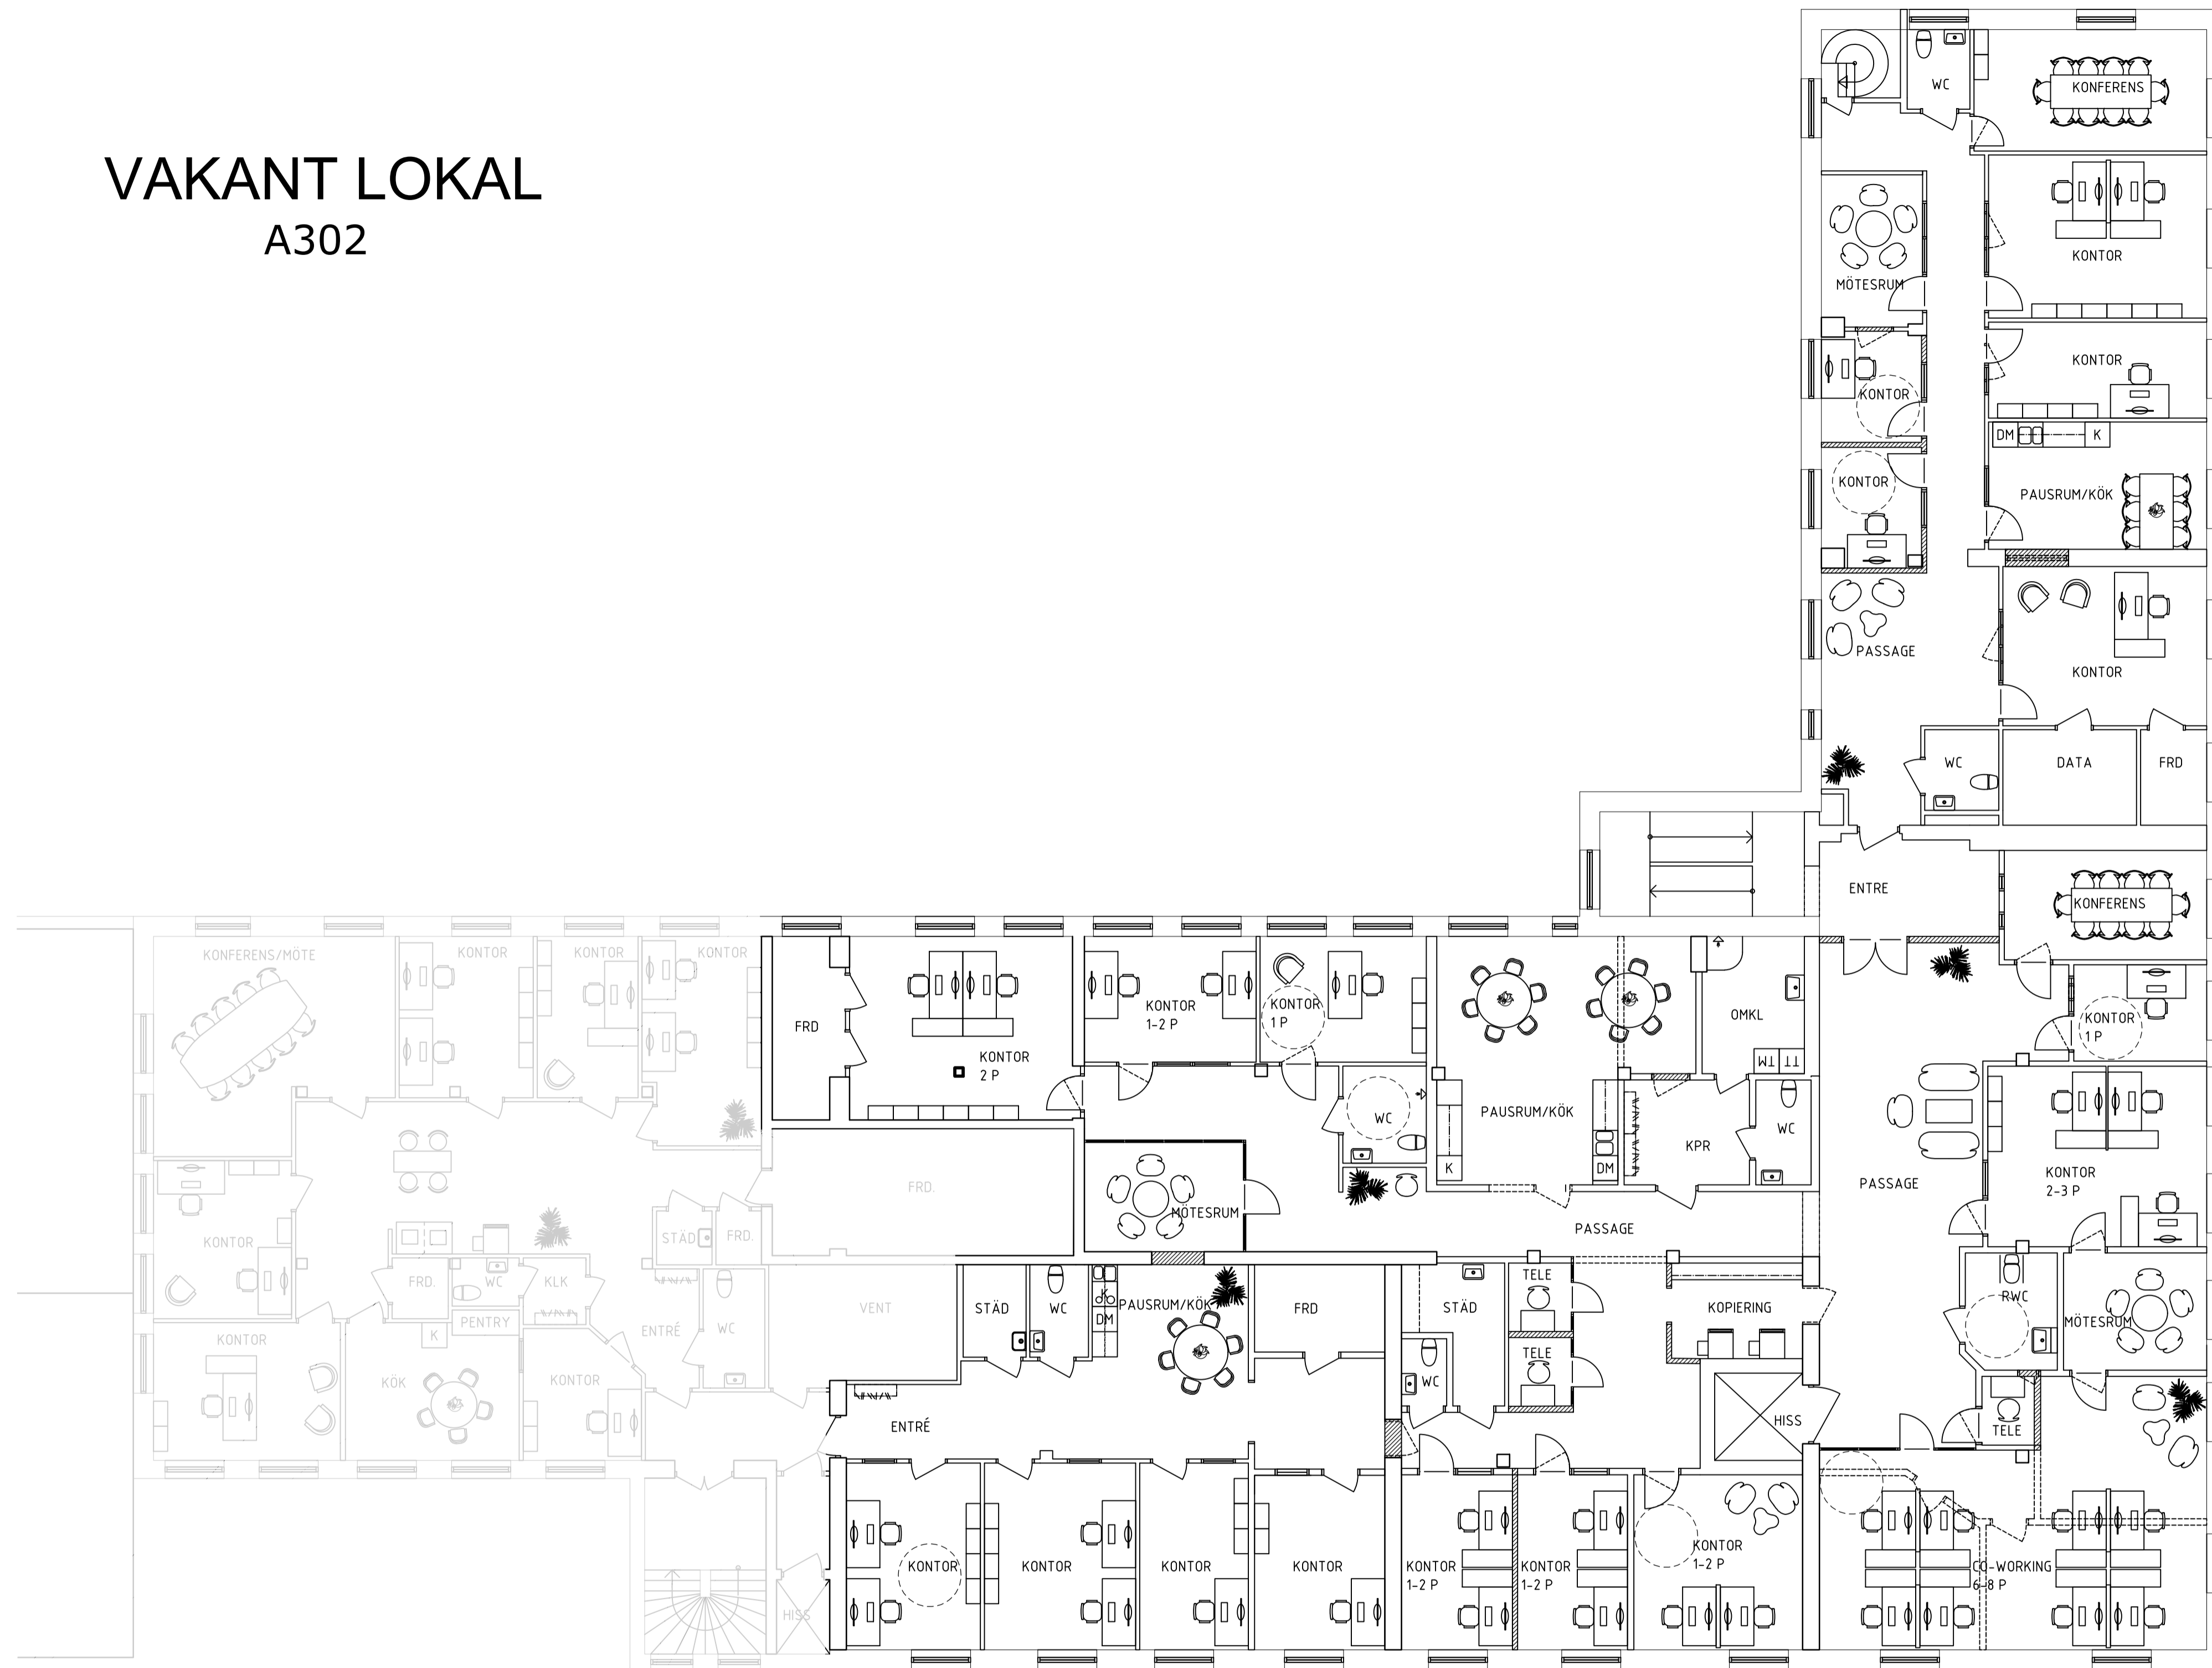 VAKANT LOKAL
A302
WC
KONFERENS
KONTOR
MÖTESRUM
KONTOR
KONTOR
DM
K
KONTOR
PAUSRUM/KÖK
PASSAGE
KONTOR
WC
DATA
FRD
ENTRE
KONFERENS
KONFERENS/MÖTE
KONTOR
KONTOR
KONTOR
FRD
KONTOR
2 P
KONTOR
1-2 P
KONTOR
1 P
OMKL
TM
TT
KONTOR
1 P
WC
PAUSRUM/KÖK
K
DM
KPR
WC
PASSAGE
KONTOR
2-3 P
FRD.
MÖTESRUM
PASSAGE
KONTOR
STÄD
FRD.
FRD.
WC
KLK
PENTRY
K
ENTRÉ
WC
VENT
STÄD
WC
K
DM
PAUSRUM/KÖK
FRD
STÄD
TELE
KOPIERING
RWC
MÖTESRUM
KONTOR
KÖK
KONTOR
WC
TELE
HISS
TELE
ENTRÉ
HISS
KONTOR
KONTOR
KONTOR
KONTOR
KONTOR
1-2 P
KONTOR
1-2 P
KONTOR
1-2 P
CO-WORKING
6-8 P